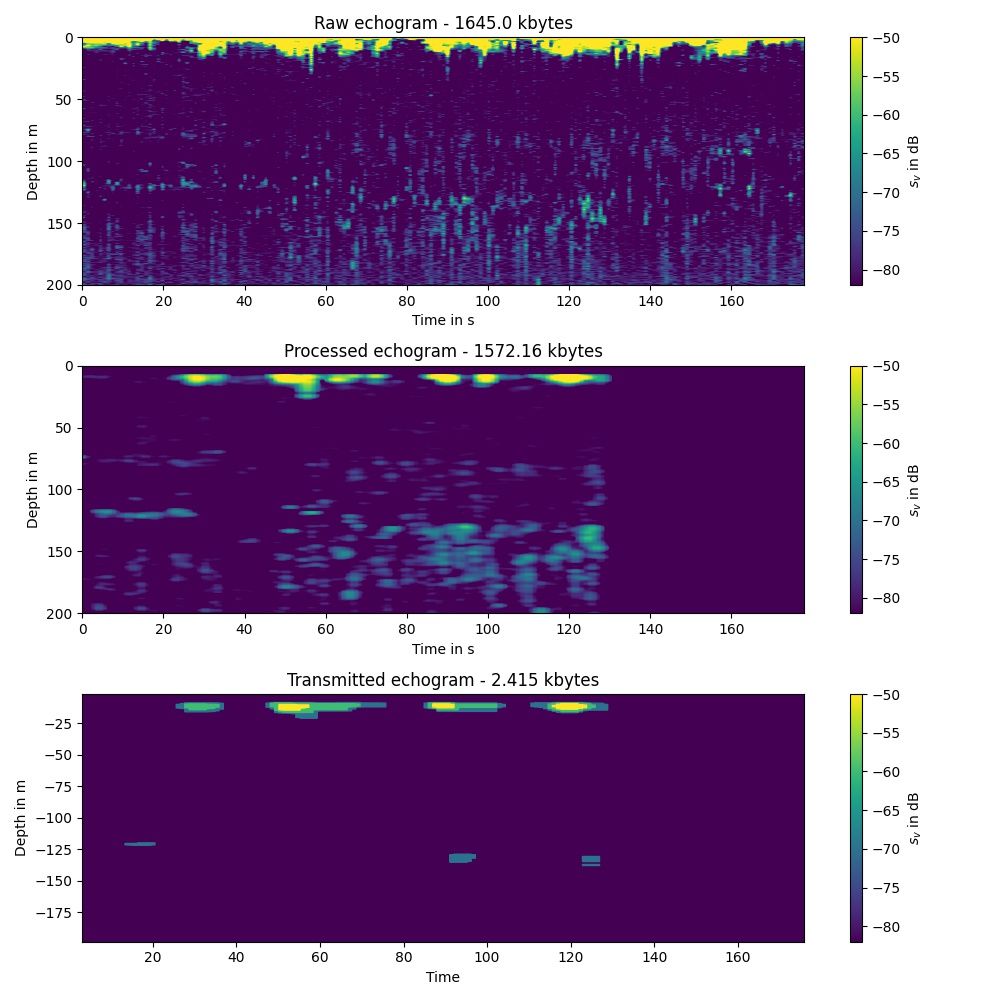 Raw echogram - 1645.0 kbytes
0
50
100
150
200
Depth in m
0 20 40 60 80 100 120 140 160
Time in s
−50
−55
−60
−65
−70
−75
−80
sv in dB
Processed echogram - 1572.16 kbytes
0
50
100
150
200
Depth in m
0 20 40 60 80 100 120 140 160
Time in s
−50
−55
−60
−65
−70
−75
−80
sv in dB
Transmitted echogram - 2.415 kbytes
−25
−50
−75
−100
−125
−150
−175
Depth in m
20 40 60 80 100 120 140 160
Time
−50
−55
−60
−65
−70
−75
−80
sv in dB